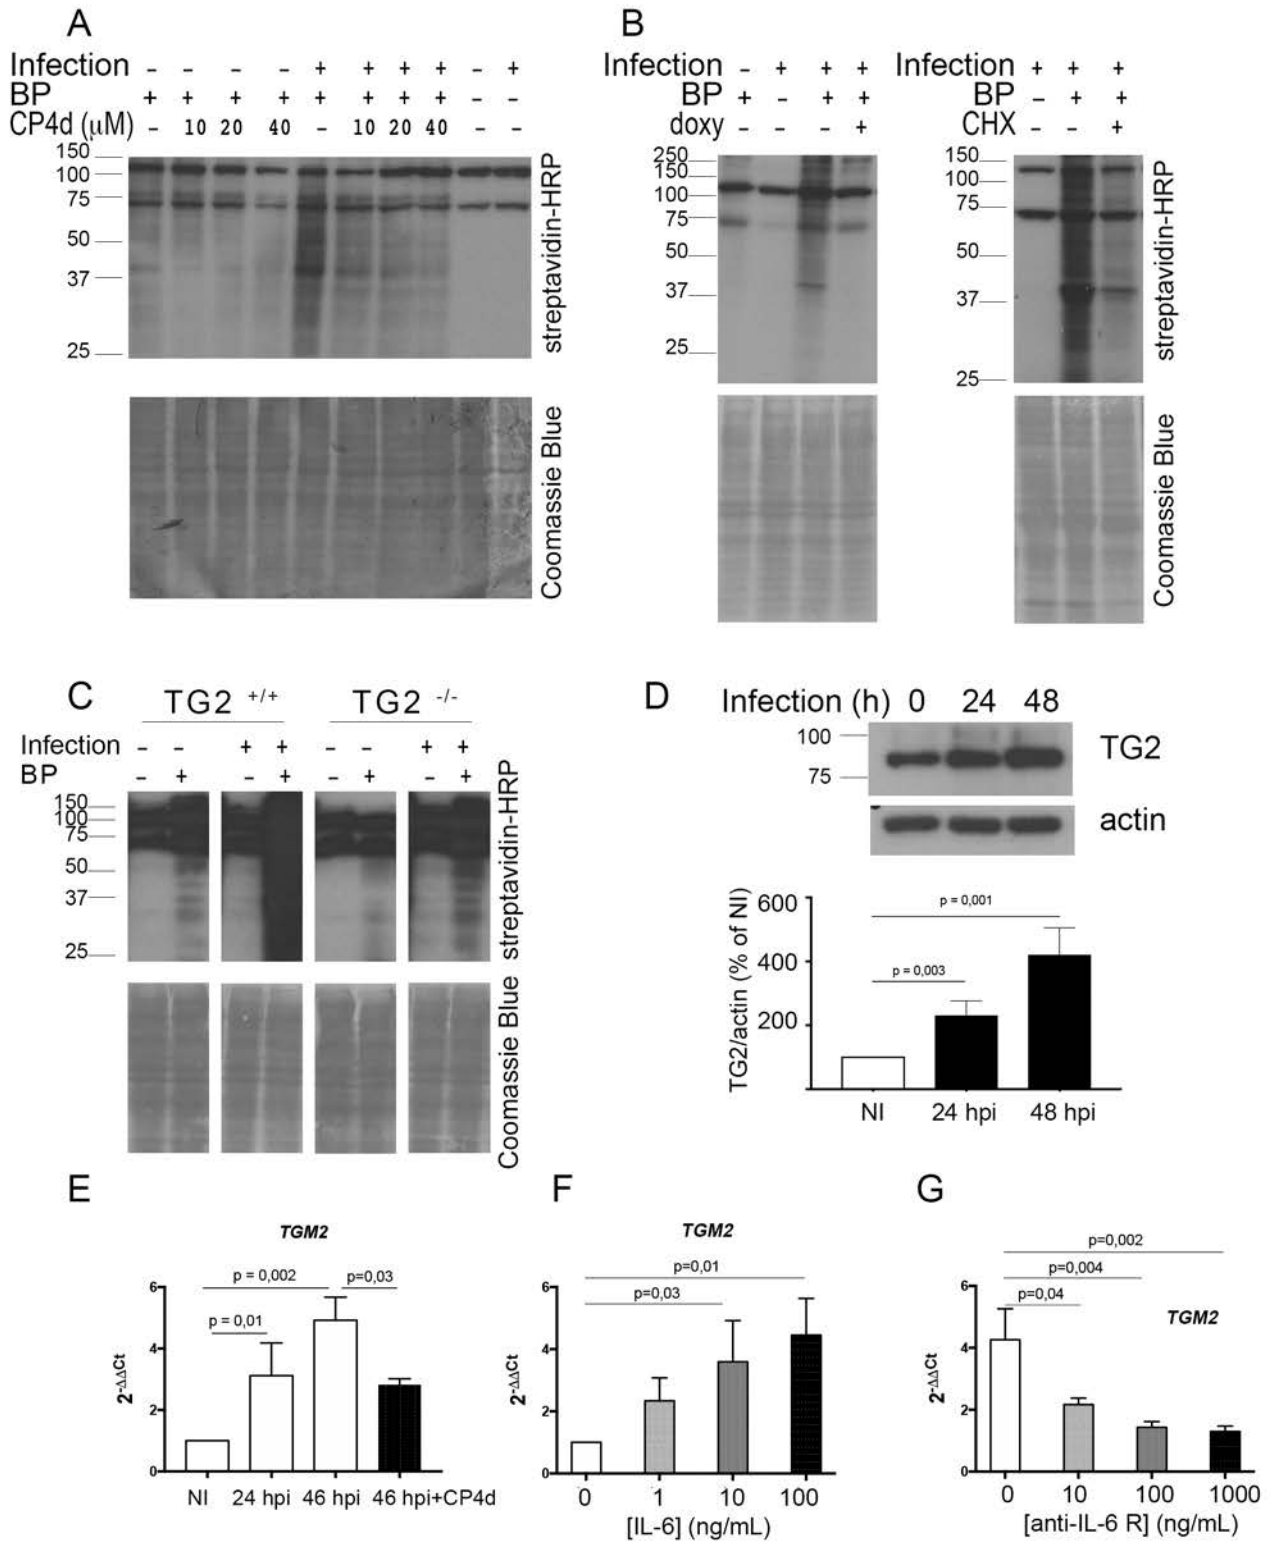 A
Infection – – – – + + + + – +
BP + + + + + + + + – –
CP4d (μM) – 10 20 40 – 10 20 40 – –
150
100
75
50
37
25
streptavidin-HRP
Coomassie Blue
B
Infection – + + +
BP + – + +
doxy – – – +
250
150
100
75
50
37
25
Infection + + +
BP – + +
CHX – – +
150
100
75
50
37
25
streptavidin-HRP
Coomassie Blue
C
TG2 +/+ TG2 -/-
Infection – – + + – – + +
BP – + – + – + – +
150
100
75
50
37
25
streptavidin-HRP
Coomassie Blue
D
Infection (h) 0 24 48
100
75
TG2
actin
TG2/actin (% of NI)
600
400
200
p = 0,001
p = 0,003
NI 24 hpi 48 hpi
E
TGM2
2-ΔΔCt
6
4
2
0
p = 0,002 p=0,03
p = 0,01
NI 24 hpi 46 hpi 46 hpi+CP4d
F
TGM2
2-ΔΔCt
6
4
2
0
p=0,01
p=0,03
0 1 10 100
[IL-6] (ng/mL)
G
TGM2
2-ΔΔCt
6
4
2
0
p=0,002
p=0,004
p=0,04
0 10 100 1000
[anti-IL-6 R] (ng/mL)